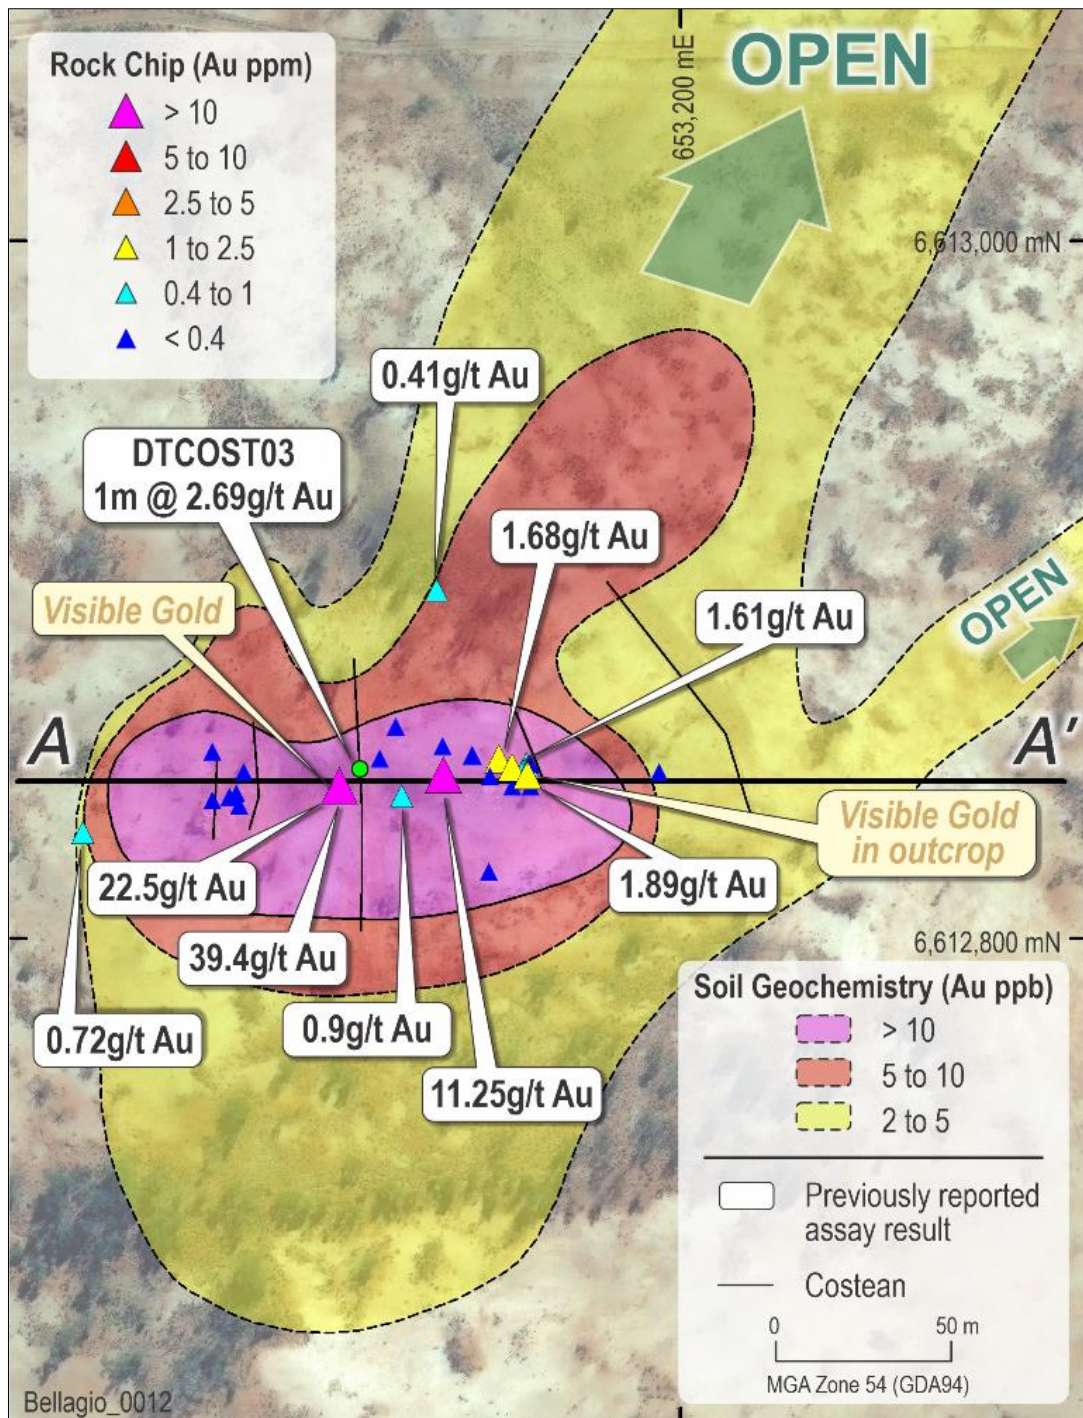 Rock Chip (Au ppm)
> 10
5 to 10
2.5 to 5
1 to 2.5
0.4 to 1
< 0.4
653,200 mE
OPEN
6,613,000 mN
0.41g/t Au
DTCOST03
1m @ 2.69g/t Au
1.68g/t Au
Visible Gold
1.61g/t Au
OPEN
A
A'
Visible Gold
in outcrop
22.5g/t Au
1.89g/t Au
39.4g/t Au
6,612,800 mN
0.72g/t Au
0.9g/t Au
11.25g/t Au
Soil Geochemistry (Au ppb)
> 10
5 to 10
2 to 5
Previously reported
assay result
Costean
0 50 m
MGA Zone 54 (GDA94)
Bellagio_0012